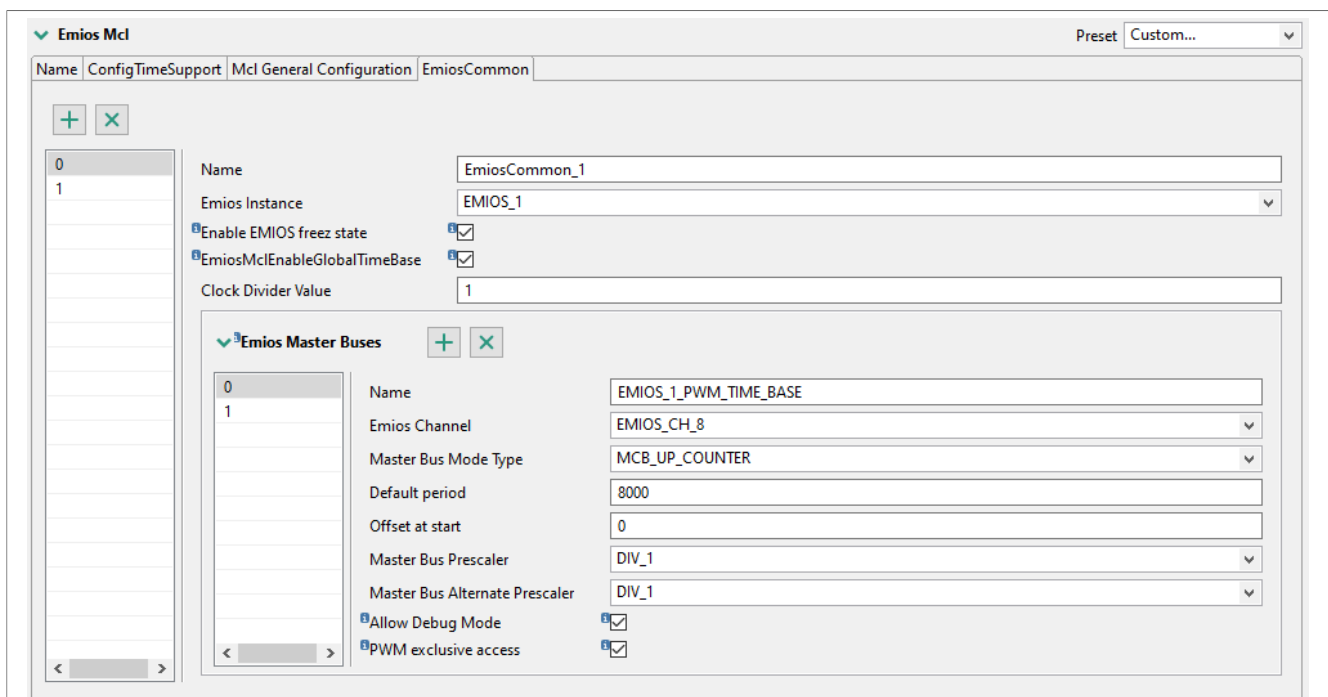 Emios Mcl Preset Custom...
Name ConfigTimeSupport Mcl General Configuration EmiosCommon
0
1
Name EmiosCommon_1
Emios Instance EMIOS_1
Enable EMIOS freez state
EmiosMclEnableGlobalTimeBase
Clock Divider Value 1
Emios Master Buses
0
1
Name EMIOS_1_PWM_TIME_BASE
Emios Channel EMIOS_CH_8
Master Bus Mode Type MCB_UP_COUNTER
Default period 8000
Offset at start 0
Master Bus Prescaler DIV_1
Master Bus Alternate Prescaler DIV_1
Allow Debug Mode
PWM exclusive access